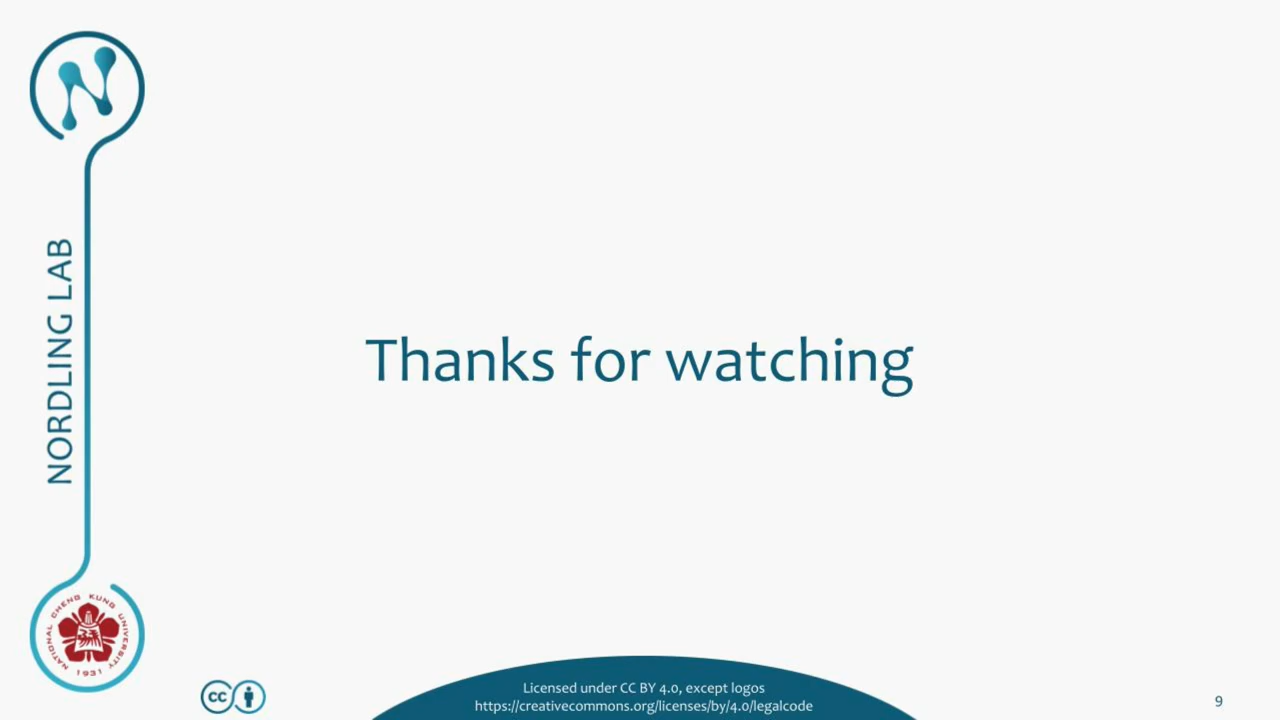 NORDLING LAB
Thanks for watching
NATIONAL CHENG KUNG UNIVERSITY
1931
cc
Licensed under CC BY 4.0, except logos
https://creativecommons.org/licenses/by/4.0/legalcode
9